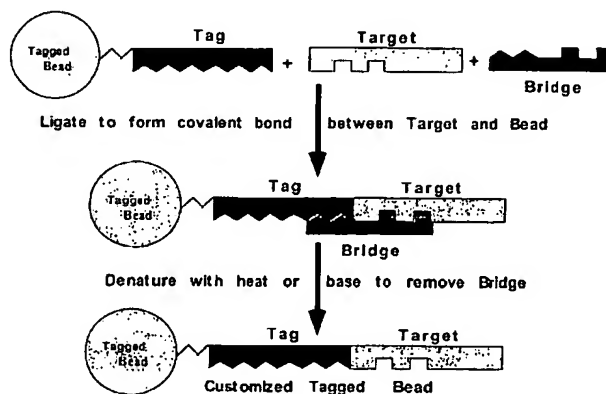 Tagged
Bead
Tag
+
Target
+
Bridge
Ligate to form covalent bond between Target and Bead
Tagged
Bead
Tag
Target
Bridge
Denature with heat or base to remove Bridge
Tagged
Bead
Tag
Target
Customized Tagged Bead